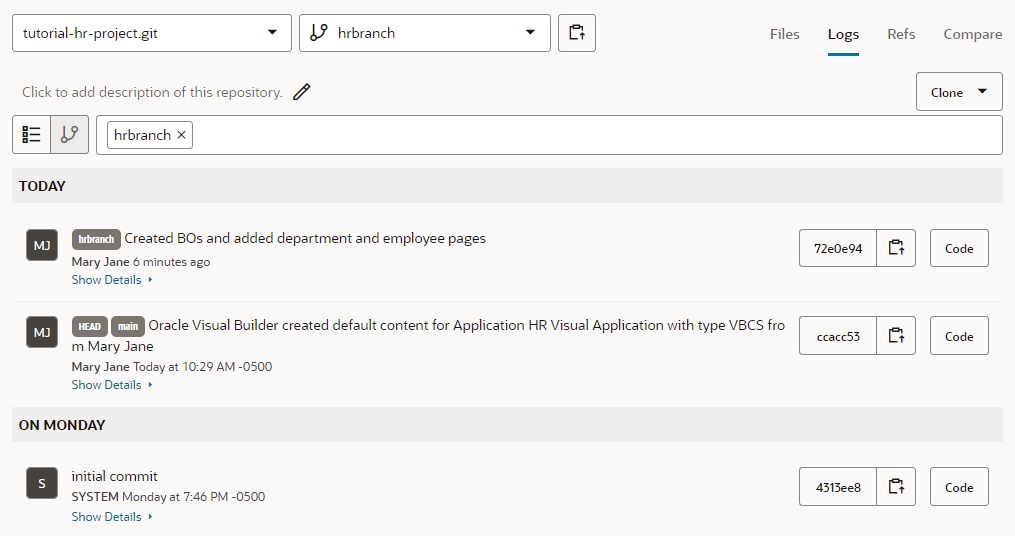 tutorial-hr-project.git hrbranch Files Logs Refs Compare
Click to add description of this repository. Clone
hrbranch ×
TODAY
MJ hrbranch Created BOs and added department and employee pages 72e0e94 Code
Mary Jane 6 minutes ago
Show Details
MJ HEAD main Oracle Visual Builder created default content for Application HR Visual Application with type VBCS fro
m Mary Jane ccacc53 Code
Mary Jane Today at 10:29 AM -0500
Show Details
ON MONDAY
S initial commit 4313ee8 Code
SYSTEM Monday at 7:46 PM -0500
Show Details